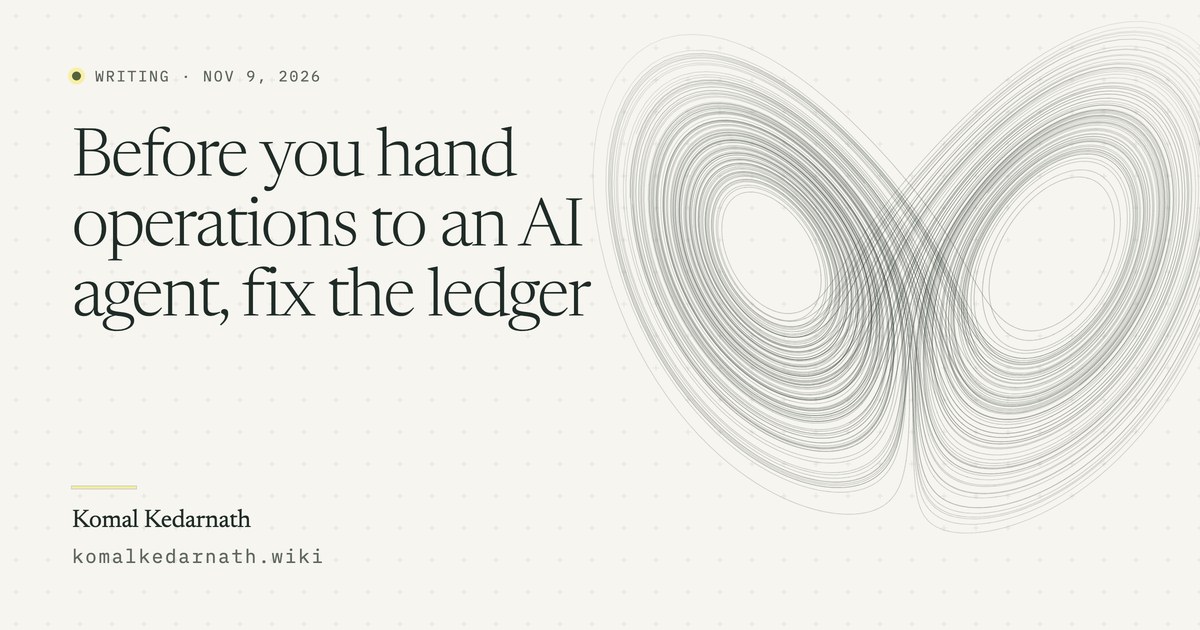 WRITING · NOV 9, 2026
Before you hand
operations to an AI
agent, fix the ledger
Komal Kedarnath
komalkedarnath.wiki